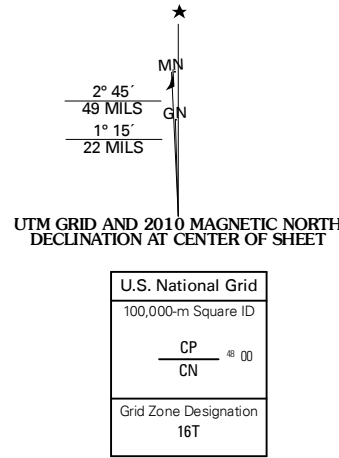 ★
MN
2° 45´
49 MILS
GN
1° 15´
22 MILS
UTM GRID AND 2010 MAGNETIC NORTH
DECLINATION AT CENTER OF SHEET
U.S. National Grid
100,000-m Square ID
CP
48 00
CN
Grid Zone Designation
16T